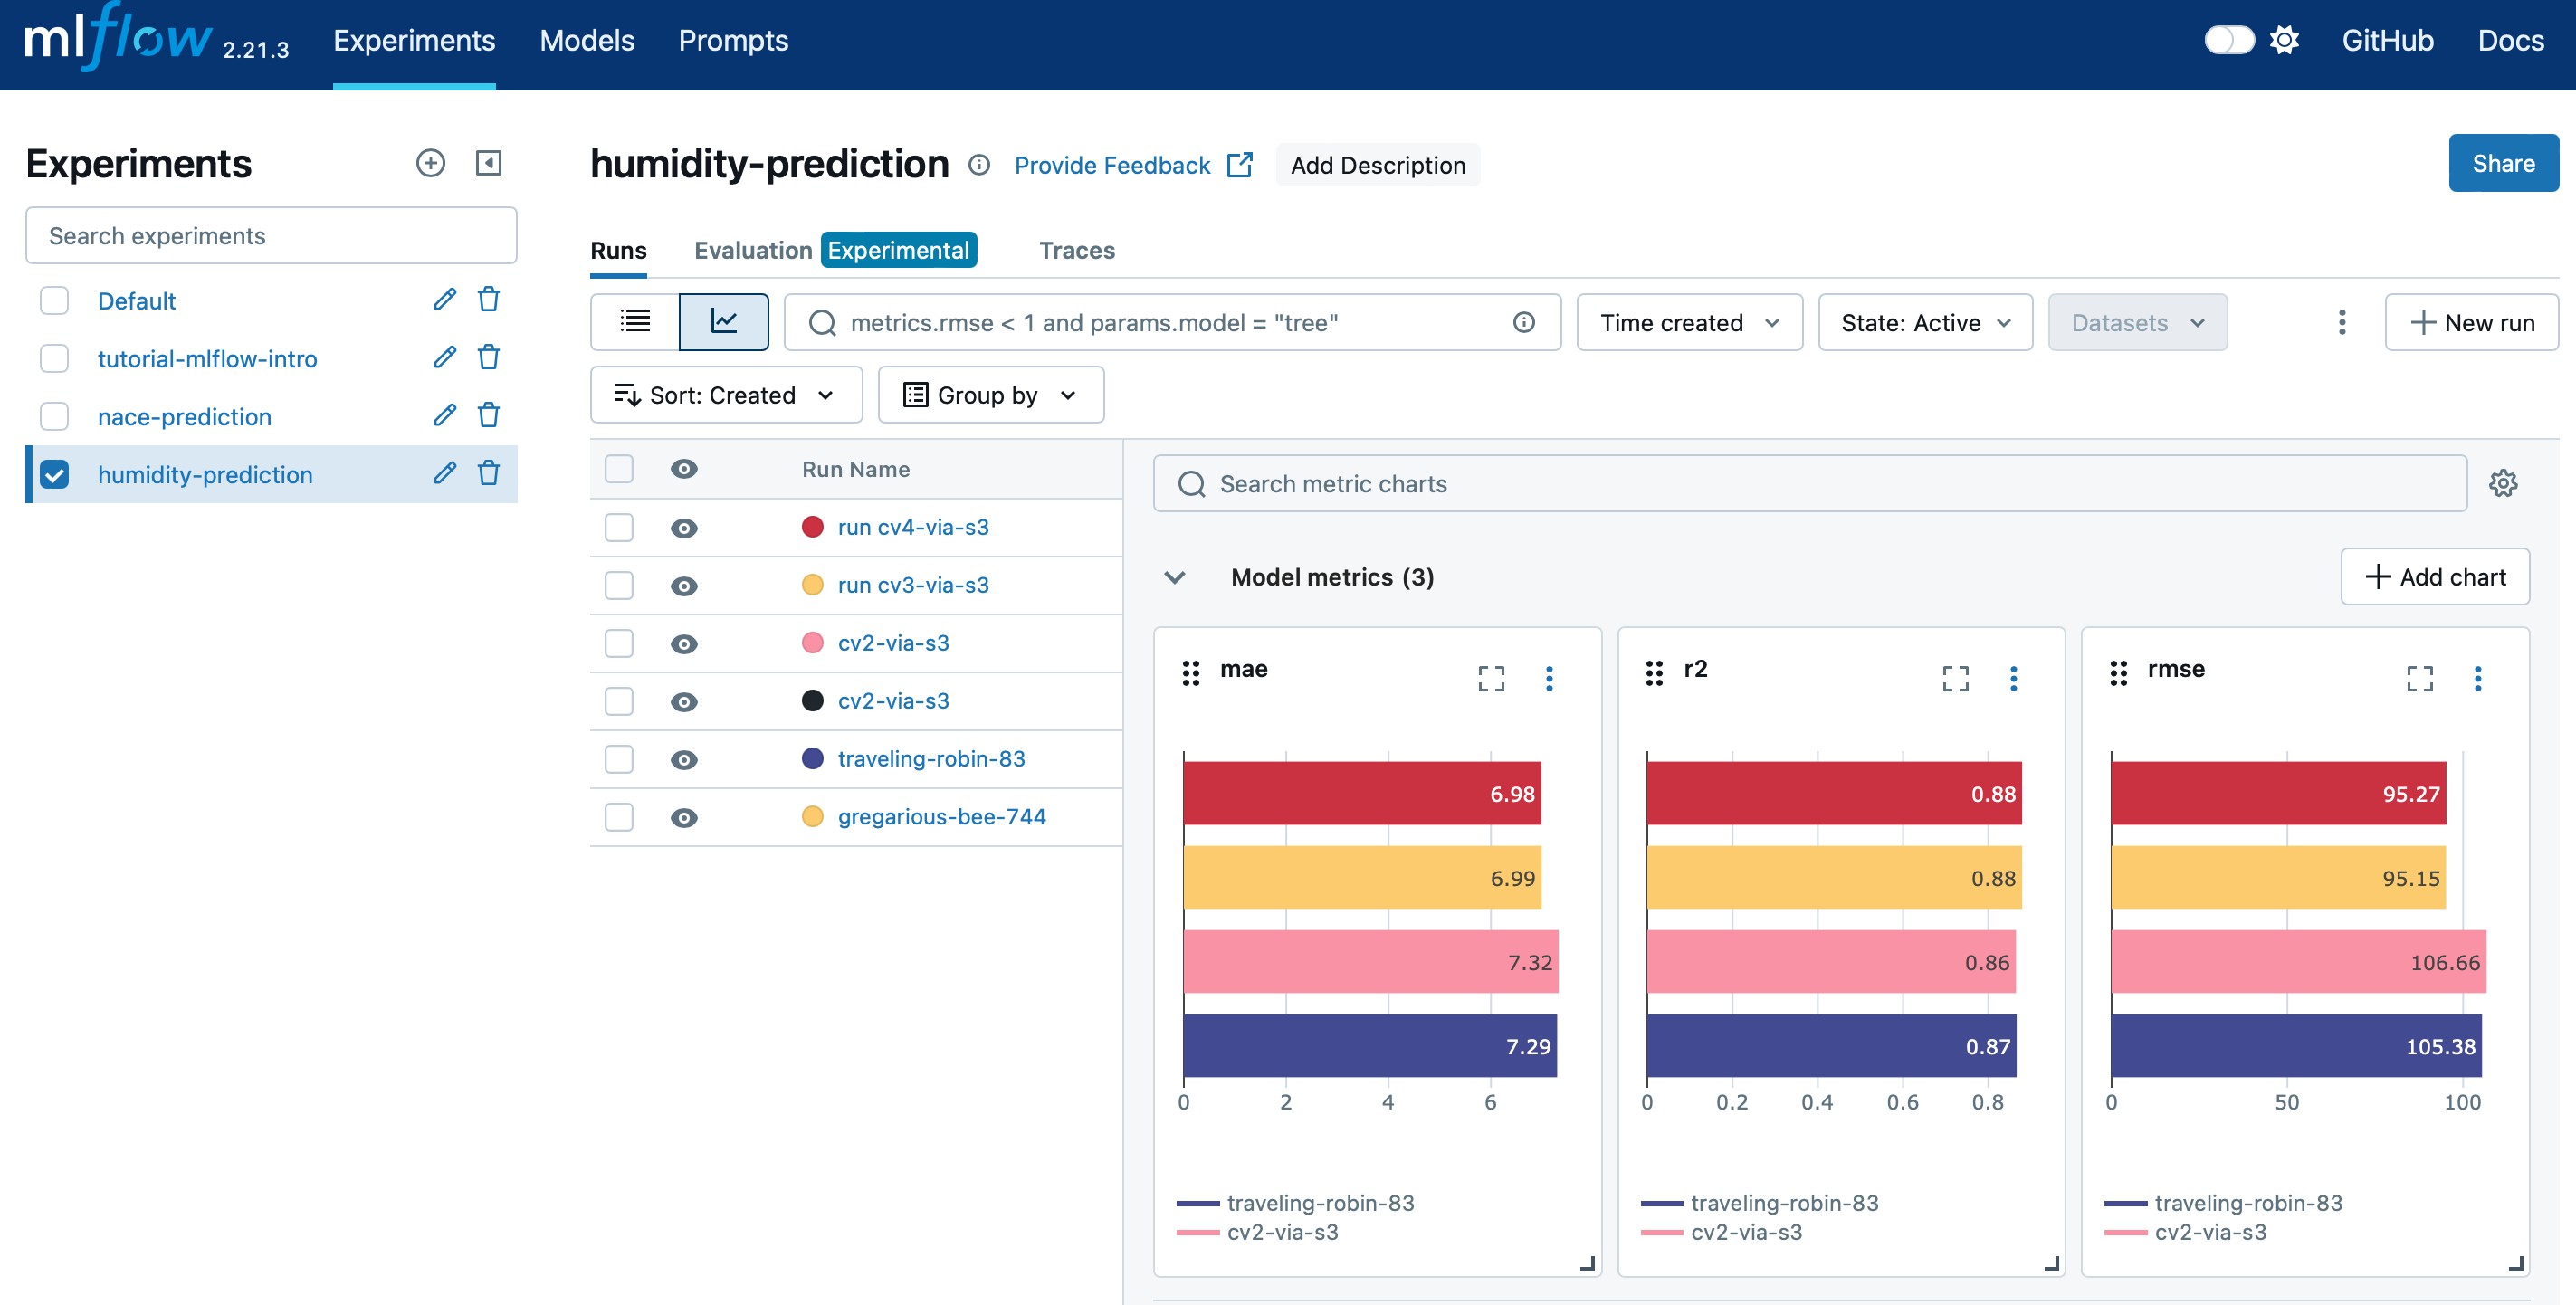 mlflow 2.21.3 Experiments Models Prompts GitHub Docs
Experiments
Search experiments
Default
tutorial-mlflow-intro
nace-prediction
humidity-prediction
humidity-prediction Provide Feedback Add Description Share
Runs Evaluation Experimental Traces
metrics.rmse < 1 and params.model = "tree" Time created State: Active Datasets New run
Sort: Created Group by
Run Name
run cv4-via-s3
run cv3-via-s3
cv2-via-s3
cv2-via-s3
traveling-robin-83
gregarious-bee-744
Search metric charts
Model metrics (3) Add chart
mae
6.98
6.99
7.32
7.29
0 2 4 6
traveling-robin-83
cv2-via-s3
r2
0.88
0.88
0.86
0.87
0 0.2 0.4 0.6 0.8
traveling-robin-83
cv2-via-s3
rmse
95.27
95.15
106.66
105.38
0 50 100
traveling-robin-83
cv2-via-s3